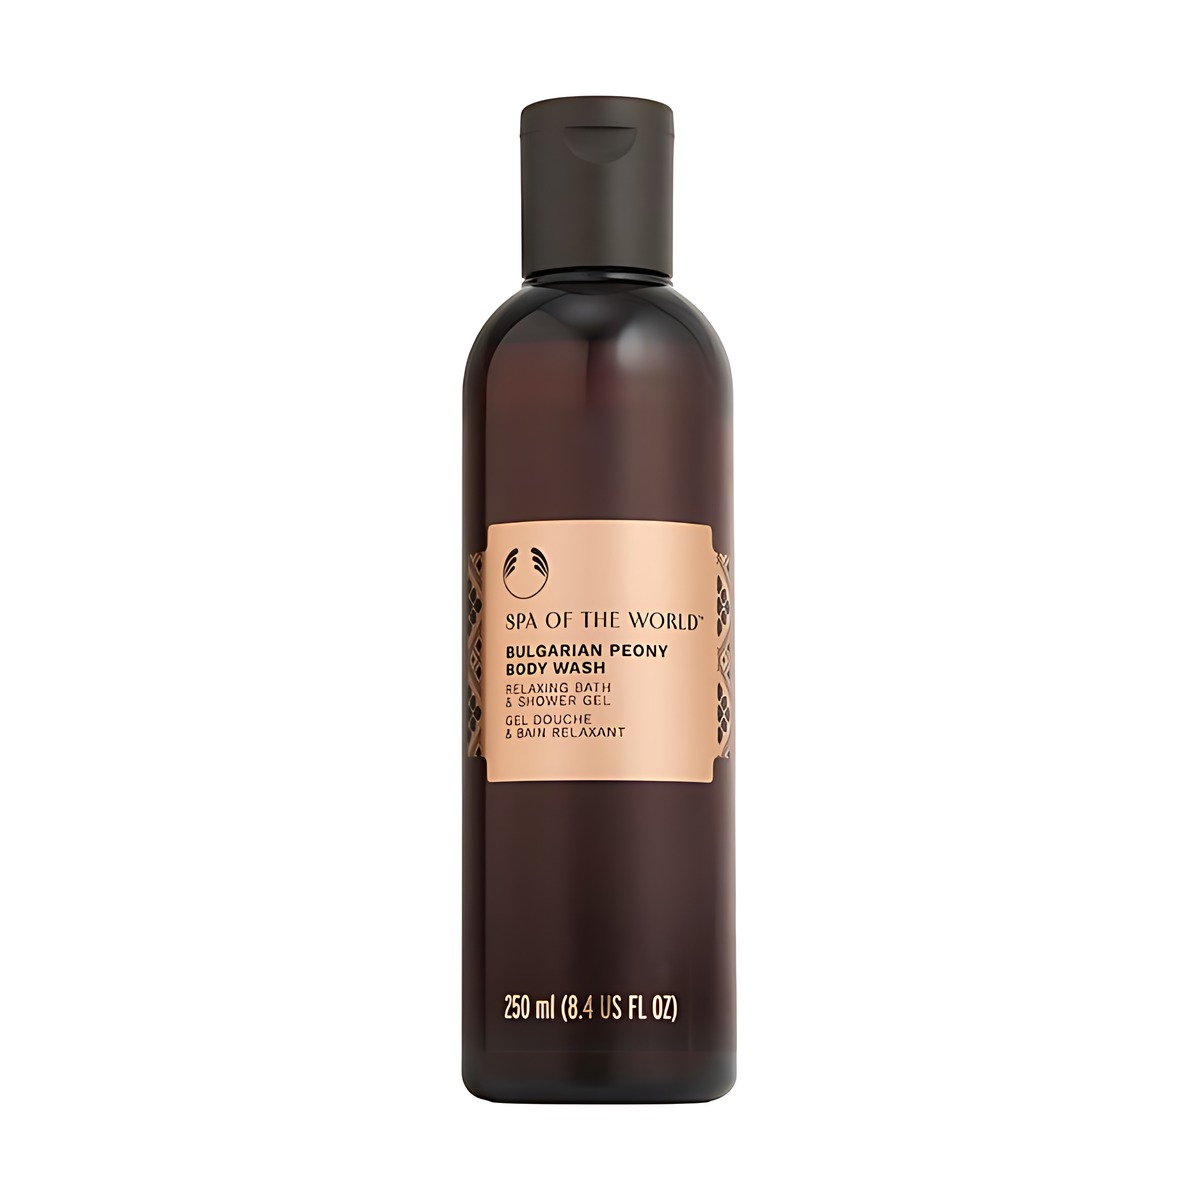 SPA OF THE WORLD™
BULGARIAN PEONY
BODY WASH
RELAXING BATH
& SHOWER GEL
GEL DOUCHE
& BAIN RELAXANT
250 ml (8.4 US FL OZ)